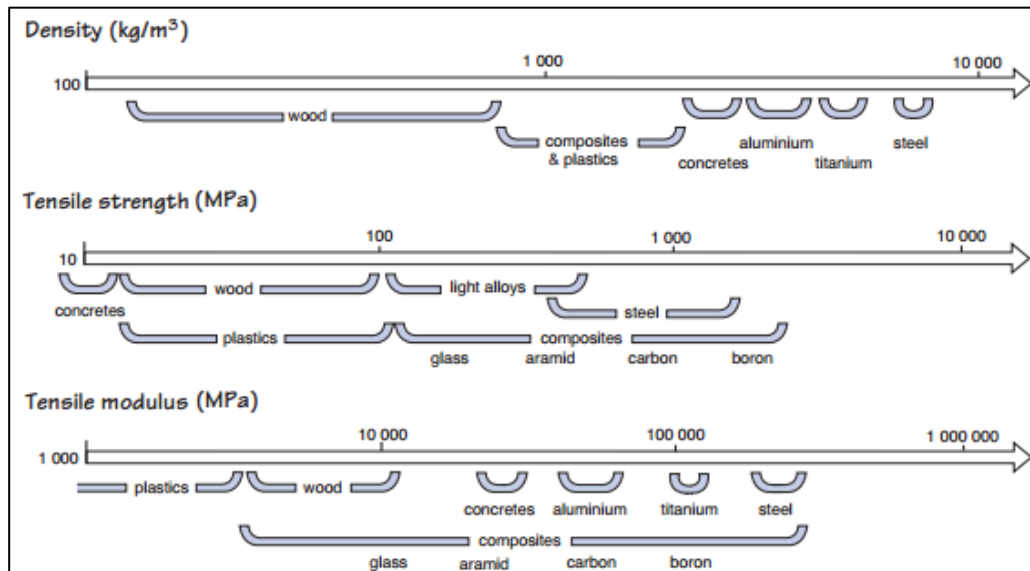 Density (kg/m³)
1 000 10 000
100
wood
composites
& plastics
concretes
aluminium
titanium
steel
Tensile strength (MPa)
100 1 000 10 000
10
wood light alloys
concretes
steel
plastics composites
glass aramid carbon boron
Tensile modulus (MPa)
10 000 100 000 1 000 000
1 000
plastics wood
concretes aluminium titanium steel
composites
glass aramid carbon boron